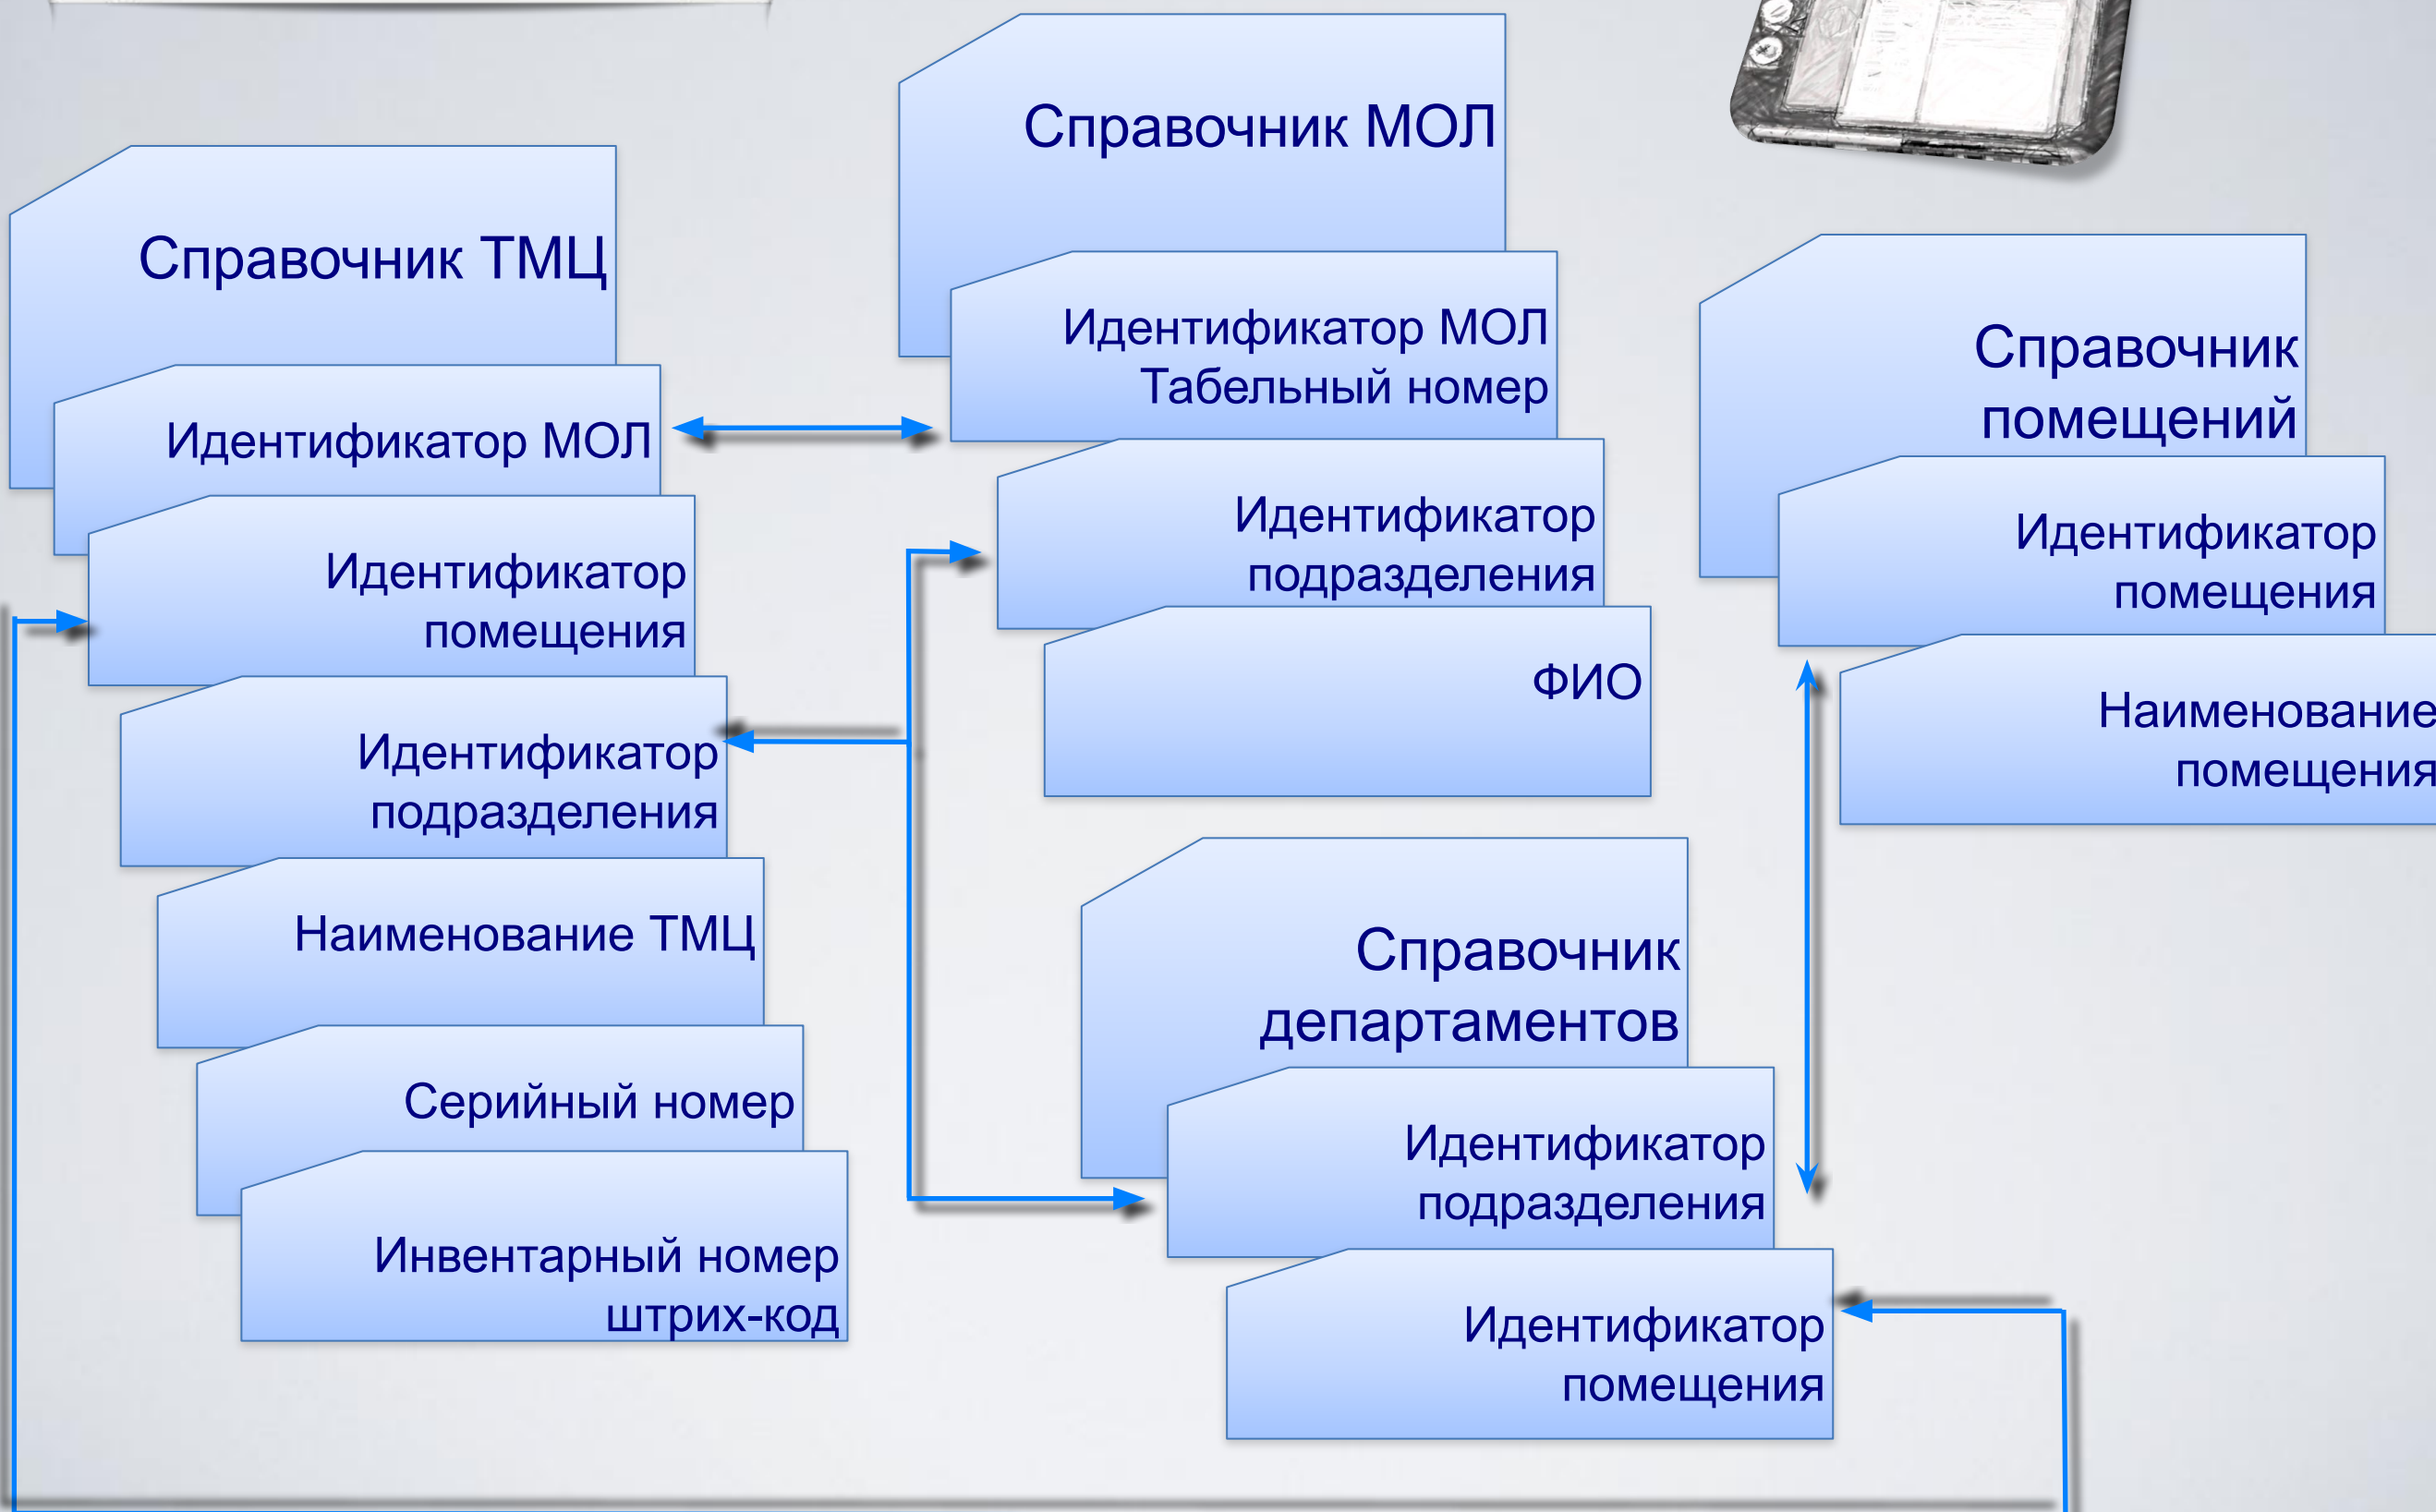 Справочник ТМЦ
Идентификатор МОЛ
Идентификатор
помещения
Идентификатор
подразделения
Наименование ТМЦ
Серийный номер
Инвентарный номер
штрих-код
Справочник МОЛ
Идентификатор МОЛ
Табельный номер
Идентификатор
подразделения
ФИО
Справочник
департаментов
Идентификатор
подразделения
Идентификатор
помещения
Справочник
помещений
Идентификатор
помещения
Наименование
помещения